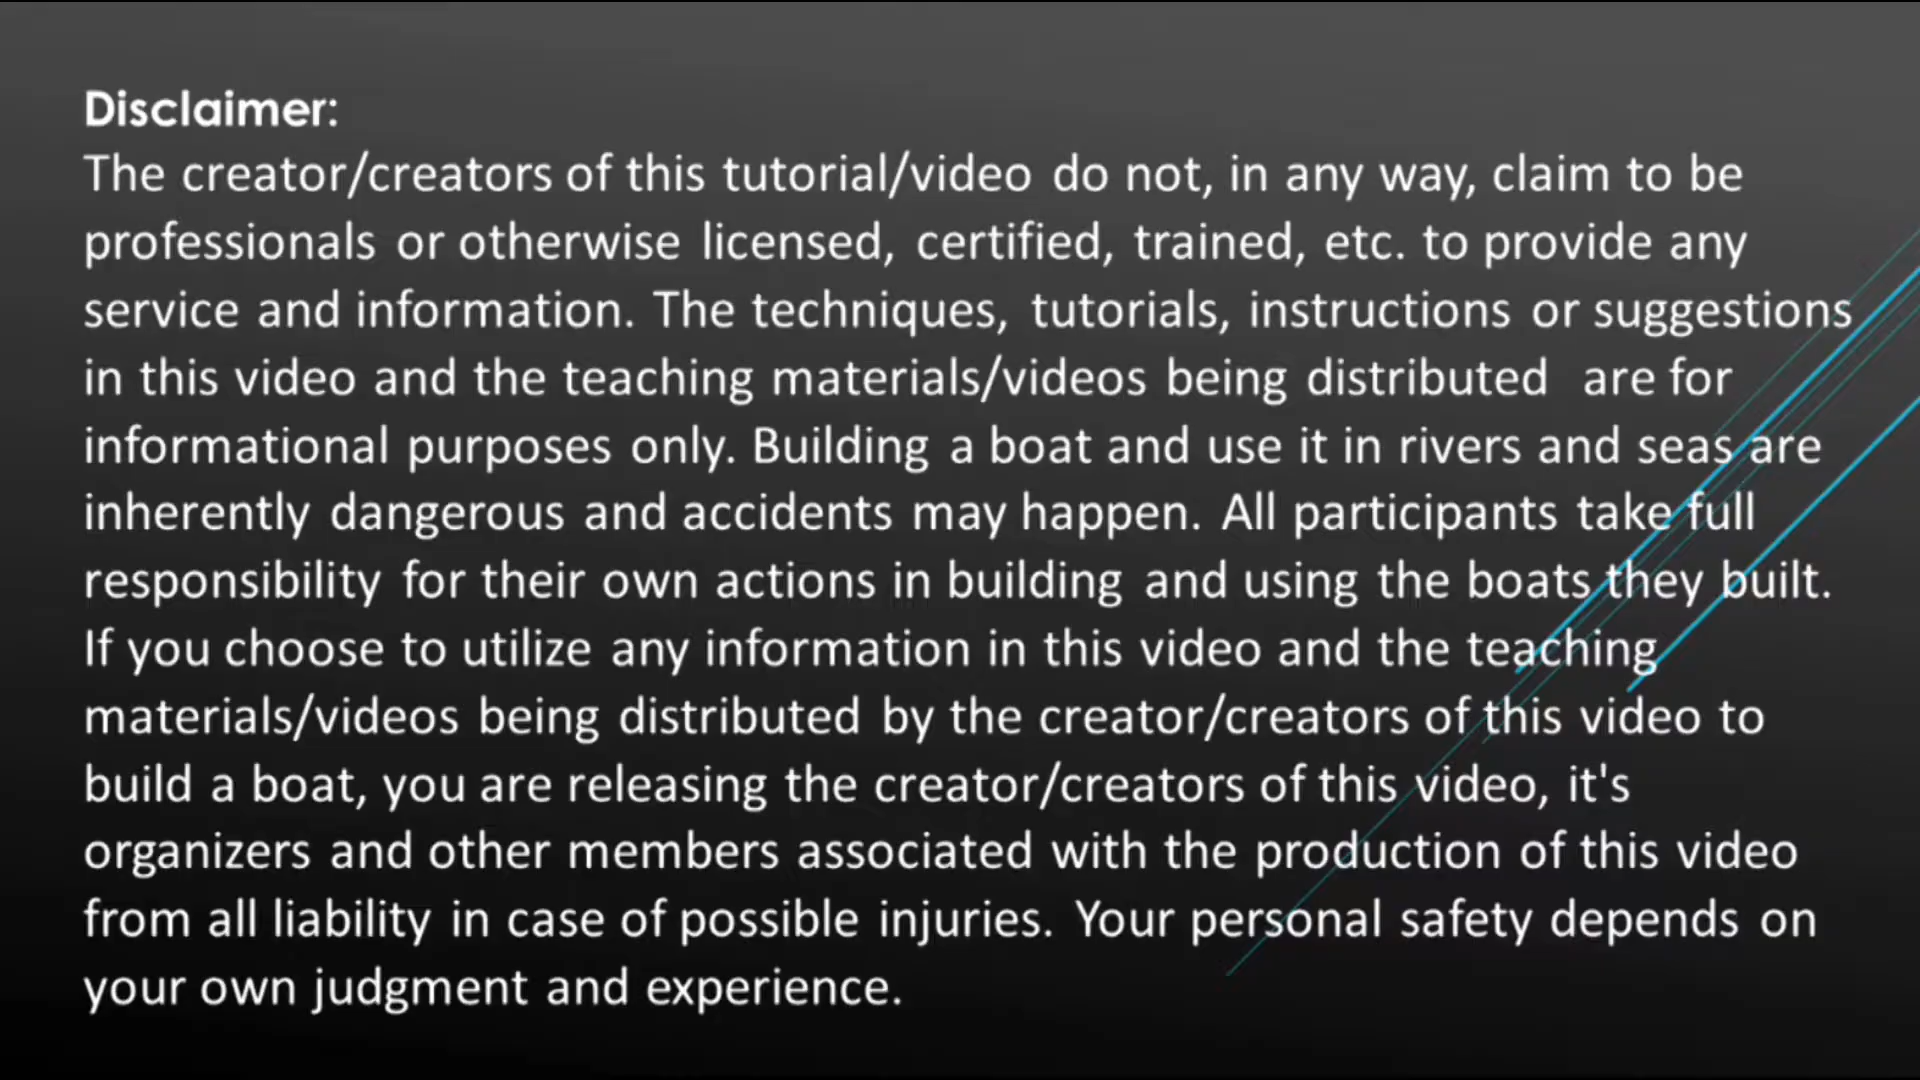 Disclaimer:
The creator/creators of this tutorial/video do not, in any way, claim to be
professionals or otherwise licensed, certified, trained, etc. to provide any
service and information. The techniques, tutorials, instructions or suggestions
in this video and the teaching materials/videos being distributed are for
informational purposes only. Building a boat and use it in rivers and seas are
inherently dangerous and accidents may happen. All participants take full
responsibility for their own actions in building and using the boats they built.
If you choose to utilize any information in this video and the teaching
materials/videos being distributed by the creator/creators of this video to
build a boat, you are releasing the creator/creators of this video, it's
organizers and other members associated with the production of this video
from all liability in case of possible injuries. Your personal safety depends on
your own judgment and experience.